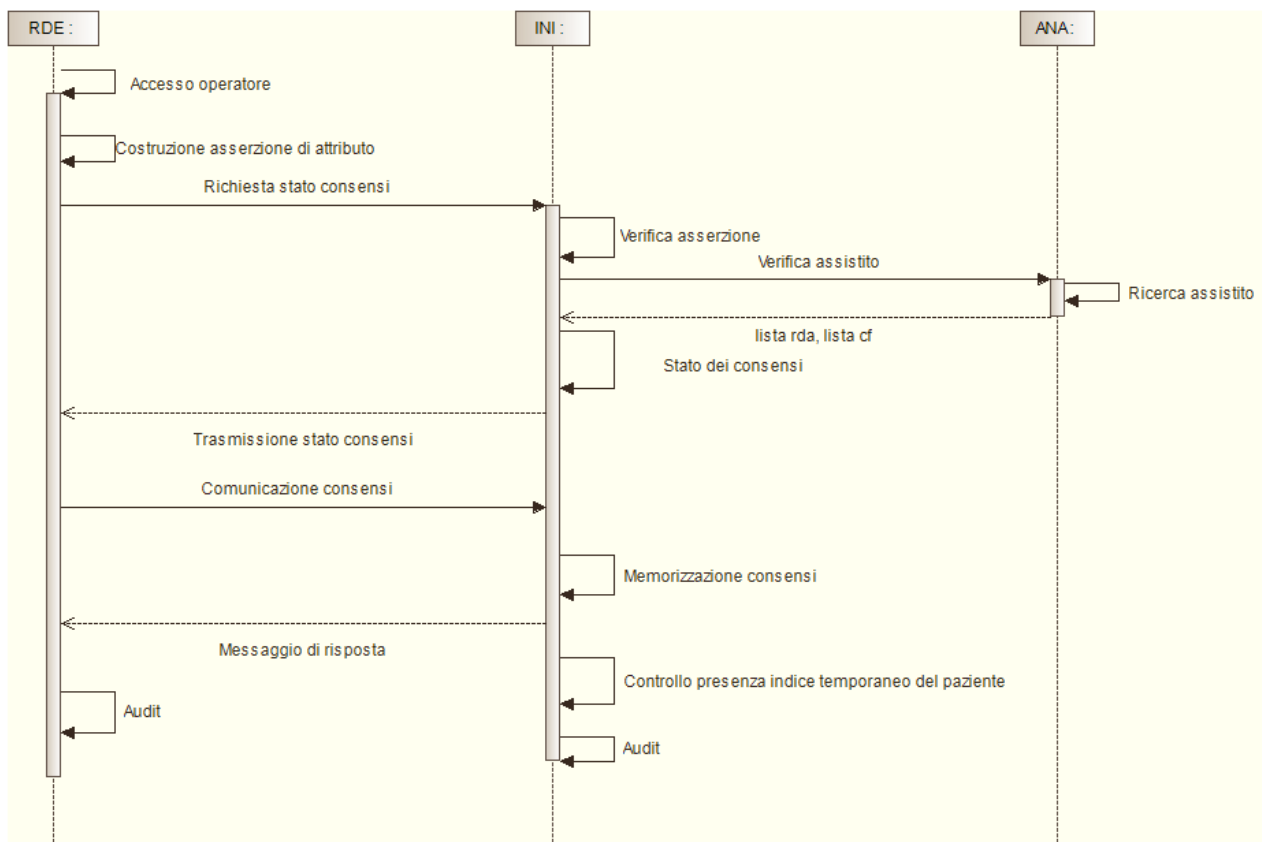 RDE :
INI :
ANA:
Accesso operatore
Costruzione asserzione di attributo
Richiesta stato consensi
Verifica asserzione
Verifica assistito
Ricerca assistito
lista rda, lista cf
Stato dei consensi
Trasmissione stato consensi
Comunicazione consensi
Memorizzazione consensi
Messaggio di risposta
Controllo presenza indice temporaneo del paziente
Audit
Audit